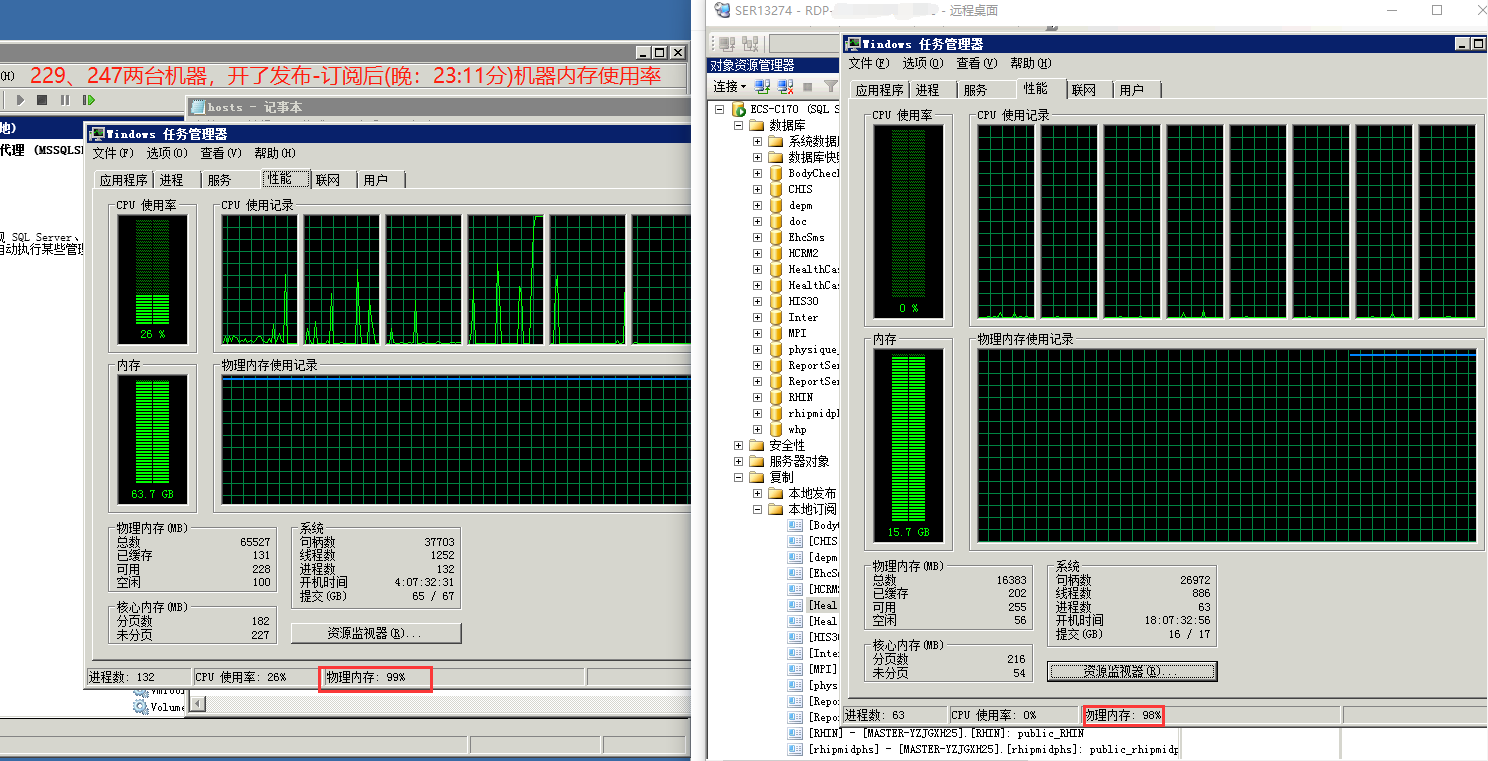 (H) 229、247两台机器，开了发布-订阅后(晚：23:11分)机器内存使用率
hosts - 记事本
地)
代理 (MSSQLSE
见 SQL Server、
自动执行某些管理
Windows 任务管理器
文件(F) 选项(O) 查看(V) 帮助(H)
应用程序 进程 服务 性能 联网 用户
CPU 使用率
26 %
CPU 使用记录
内存
63.7 GB
物理内存使用记录
物理内存(MB)
总数 65527
已缓存 131
可用 228
空闲 100
核心内存(MB)
分页数 182
未分页 227
系统
句柄数 37703
线程数 1252
进程数 132
开机时间 4:07:32:31
提交(GB) 65 / 67
资源监视器(R)...
进程数: 132 CPU 使用率: 26% 物理内存: 99%
Volume
SER13274 - RDP- - 远程桌面
对象资源管理器
连接
ECS-C170 (SQL S
数据库
系统数据库
数据库快照
BodyChec
CHIS
depm
doc
EhcSms
HCRM2
HealthCas
HealthCas
HIS30
Inter
MPI
physique_
ReportSer
ReportSer
RHIN
rhipmidph
whp
安全性
服务器对象
复制
本地发布
本地订阅
[BodyC
[CHIS
[depm
[EhcSm
[HCRM2
[Heal
[Heal
[HIS30
[Inte
[MPI]
[phys
[Repo
[Repo
[RHIN] - [MASTER-YZJGXH25].[RHIN]: public_RHIN
[rhipmidphs] - [MASTER-YZJGXH25].[rhipmidphs]: public_rhipmidp
Windows 任务管理器
文件(F) 选项(O) 查看(V) 帮助(H)
应用程序 进程 服务 性能 联网 用户
CPU 使用率
0 %
CPU 使用记录
内存
15.7 GB
物理内存使用记录
物理内存(MB)
总数 16383
已缓存 202
可用 255
空闲 56
核心内存(MB)
分页数 216
未分页 54
系统
句柄数 26972
线程数 886
进程数 63
开机时间 18:07:32:56
提交(GB) 16 / 17
资源监视器(R)...
进程数: 63 CPU 使用率: 0% 物理内存: 98%